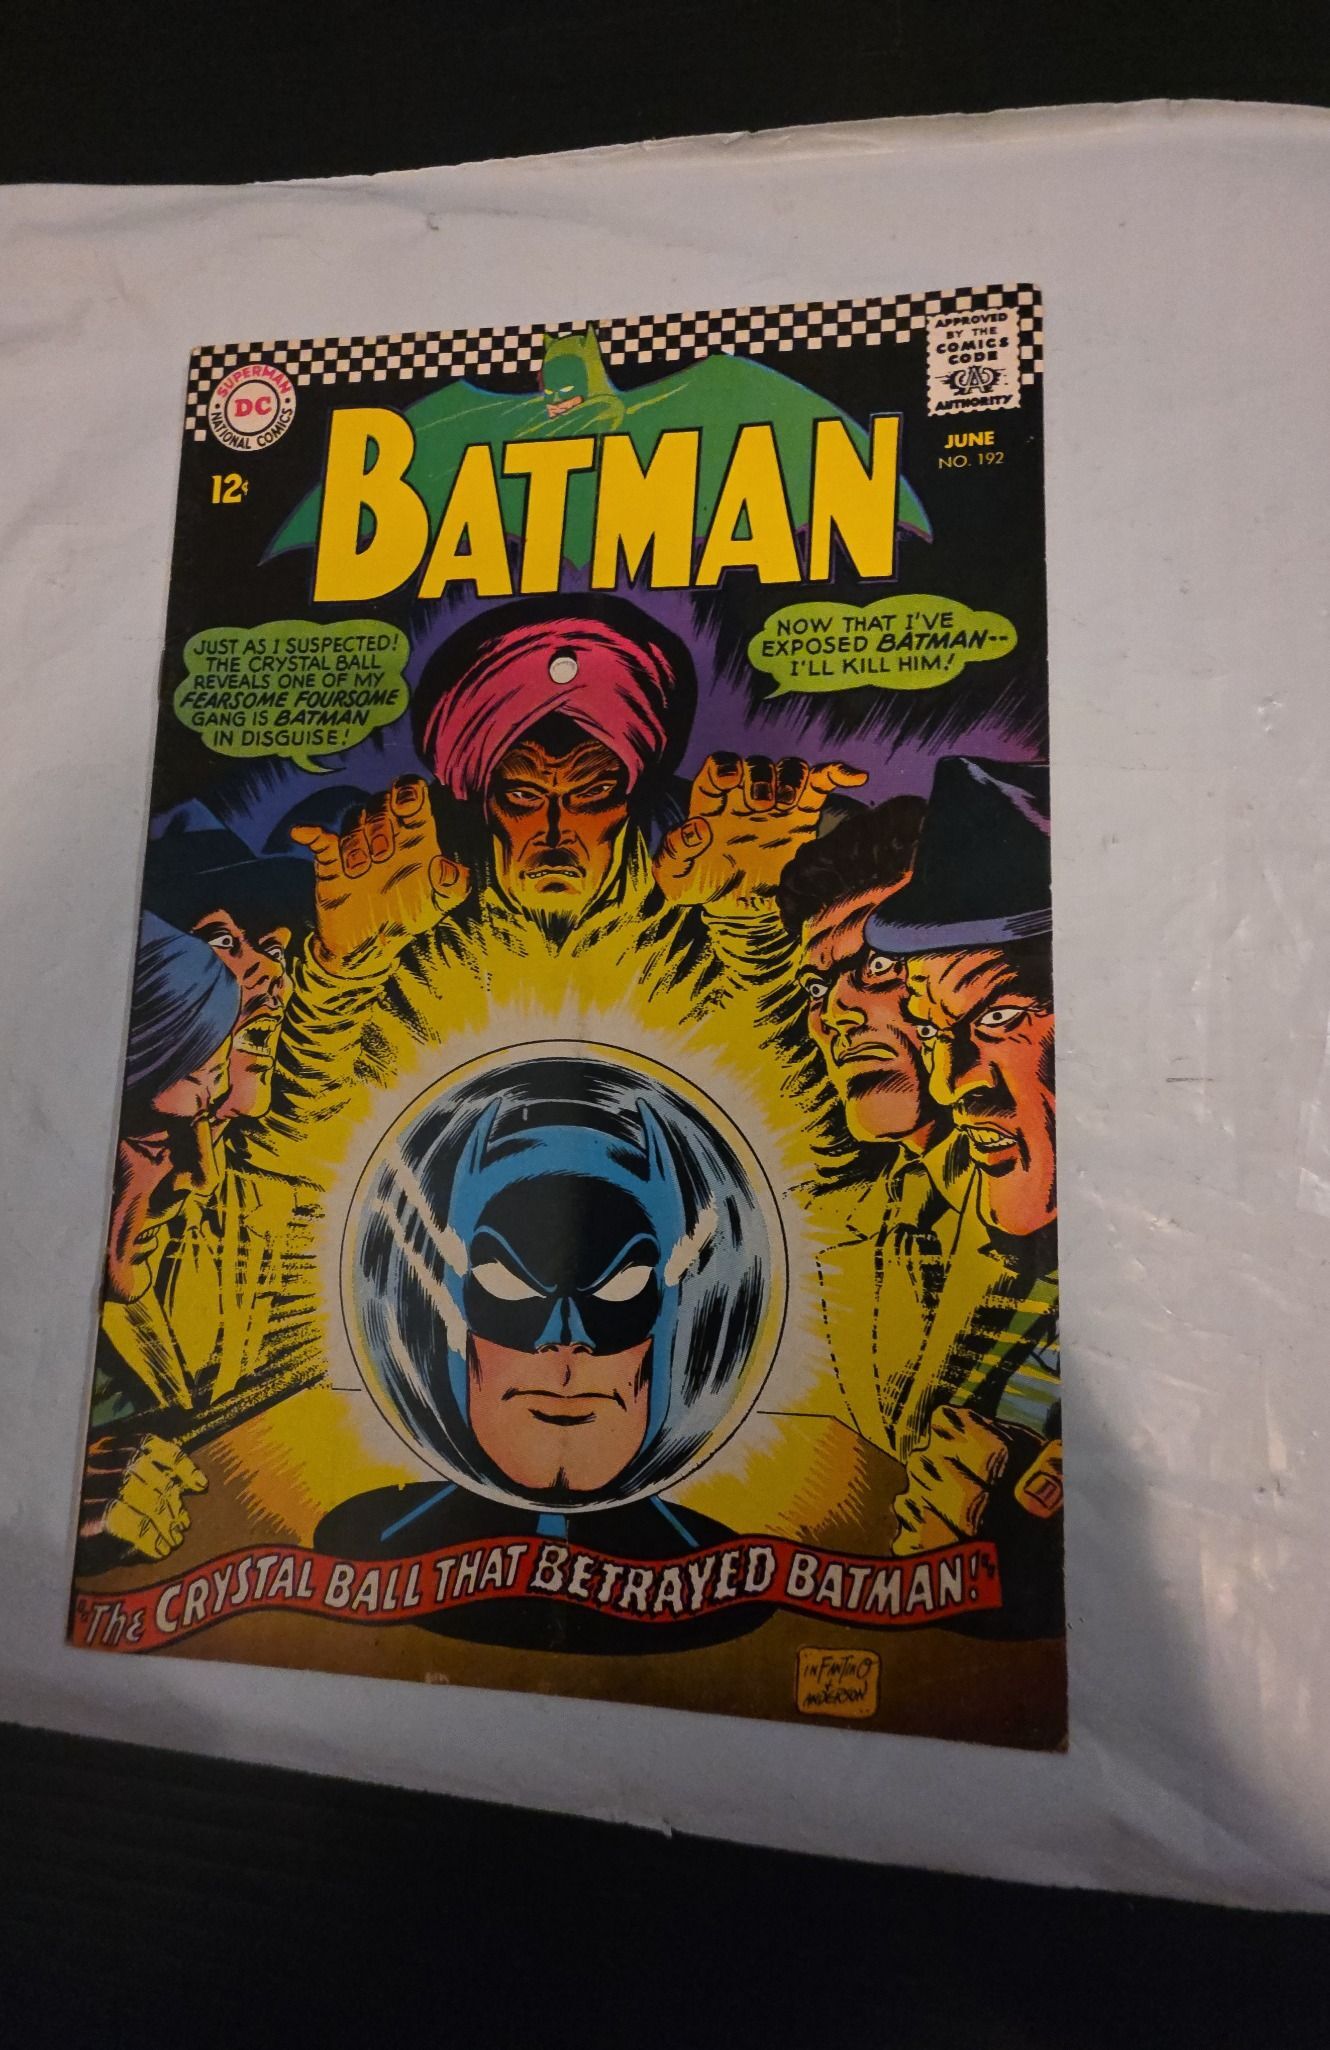 SUPERMAN
DC
NATIONAL COMICS
APPROVED
BY THE
COMICS
CODE
CA
AUTHORITY
12¢
BATMAN
JUNE
NO. 192
JUST AS I SUSPECTED!
THE CRYSTAL BALL
REVEALS ONE OF MY
FEARSOME FOURSOME
GANG IS BATMAN
IN DISGUISE!
NOW THAT I'VE
EXPOSED BATMAN--
I'LL KILL HIM!
"The CRYSTAL BALL THAT BETRAYED BATMAN!"
INFANTINO
+
ANDERSON